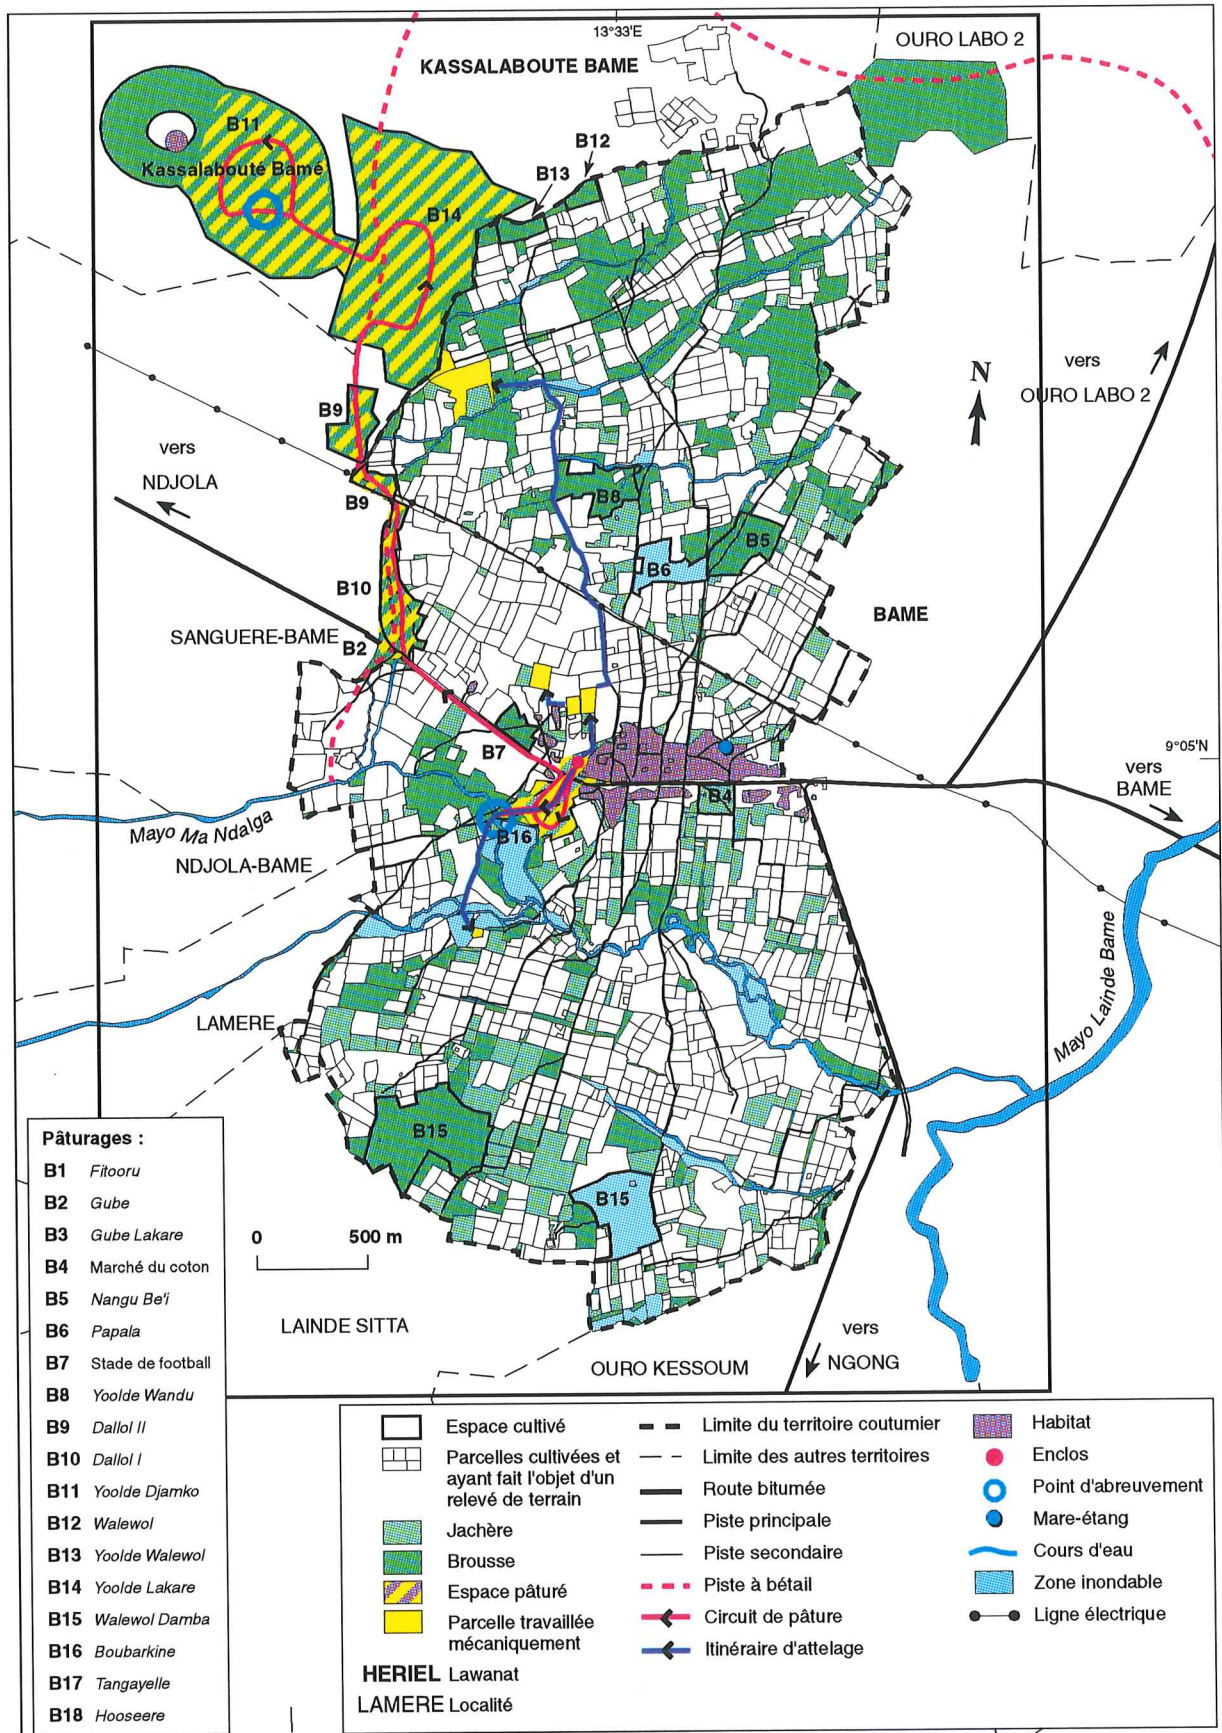 13°33'E
OURO LABO 2
KASSALABOUTE BAME
B11
B12
Kassalabouté Bamé
B13
B14
vers
OURO LABO 2
N
B9
vers
NDJOLA
B9
B8
B5
B6
B10
BAME
SANGUERE-BAME
B2
B7
9°05'N
vers
BAME
B4
Mayo Ma Ndalga
B16
NDJOLA-BAME
Mayo Lainde Bame
LAMERE
B15
B15
0 500 m
LAINDE SITTA
vers
NGONG
OURO KESSOUM
Pâturages :
B1 Fitooru
B2 Gube
B3 Gube Lakare
B4 Marché du coton
B5 Nangu Be'i
B6 Papala
B7 Stade de football
B8 Yoolde Wandu
B9 Dallol II
B10 Dallol I
B11 Yoolde Djamko
B12 Walewol
B13 Yoolde Walewol
B14 Yoolde Lakare
B15 Walewol Damba
B16 Boubarkine
B17 Tangayelle
B18 Hooseere
Espace cultivé
Parcelles cultivées et
ayant fait l'objet d'un
relevé de terrain
Jachère
Brousse
Espace pâturé
Parcelle travaillée
mécaniquement
HERIEL Lawanat
LAMERE Localité
Limite du territoire coutumier
Limite des autres territoires
Route bitumée
Piste principale
Piste secondaire
Piste à bétail
Circuit de pâture
Itinéraire d'attelage
Habitat
Enclos
Point d'abreuvement
Mare-étang
Cours d'eau
Zone inondable
Ligne électrique